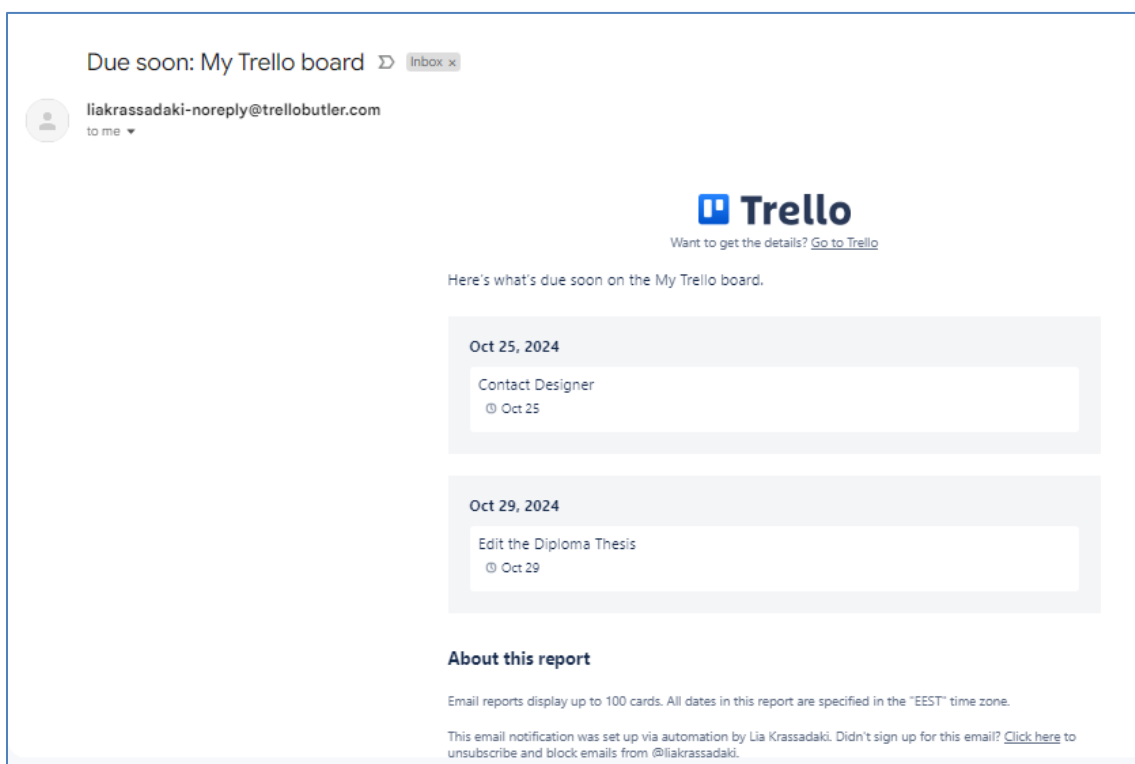 Due soon: My Trello board Inbox x
liakrassadaki-noreply@trellobutler.com
to me
Trello
Want to get the details? Go to Trello
Here's what's due soon on the My Trello board.
Oct 25, 2024
Contact Designer
Oct 25
Oct 29, 2024
Edit the Diploma Thesis
Oct 29
About this report
Email reports display up to 100 cards. All dates in this report are specified in the "EEST" time zone.
This email notification was set up via automation by Lia Krassadaki. Didn't sign up for this email? Click here to
unsubscribe and block emails from @liakrassadaki.